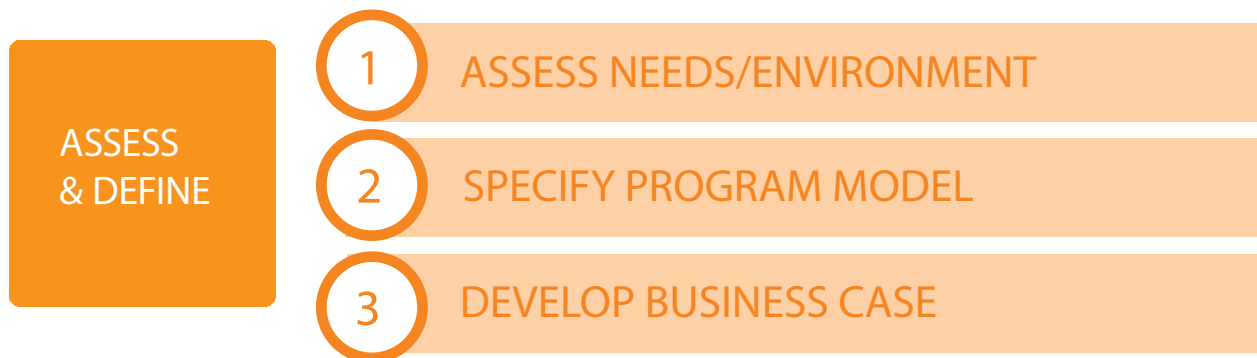 ASSESS
& DEFINE
1
ASSESS NEEDS/ENVIRONMENT
2
SPECIFY PROGRAM MODEL
3
DEVELOP BUSINESS CASE